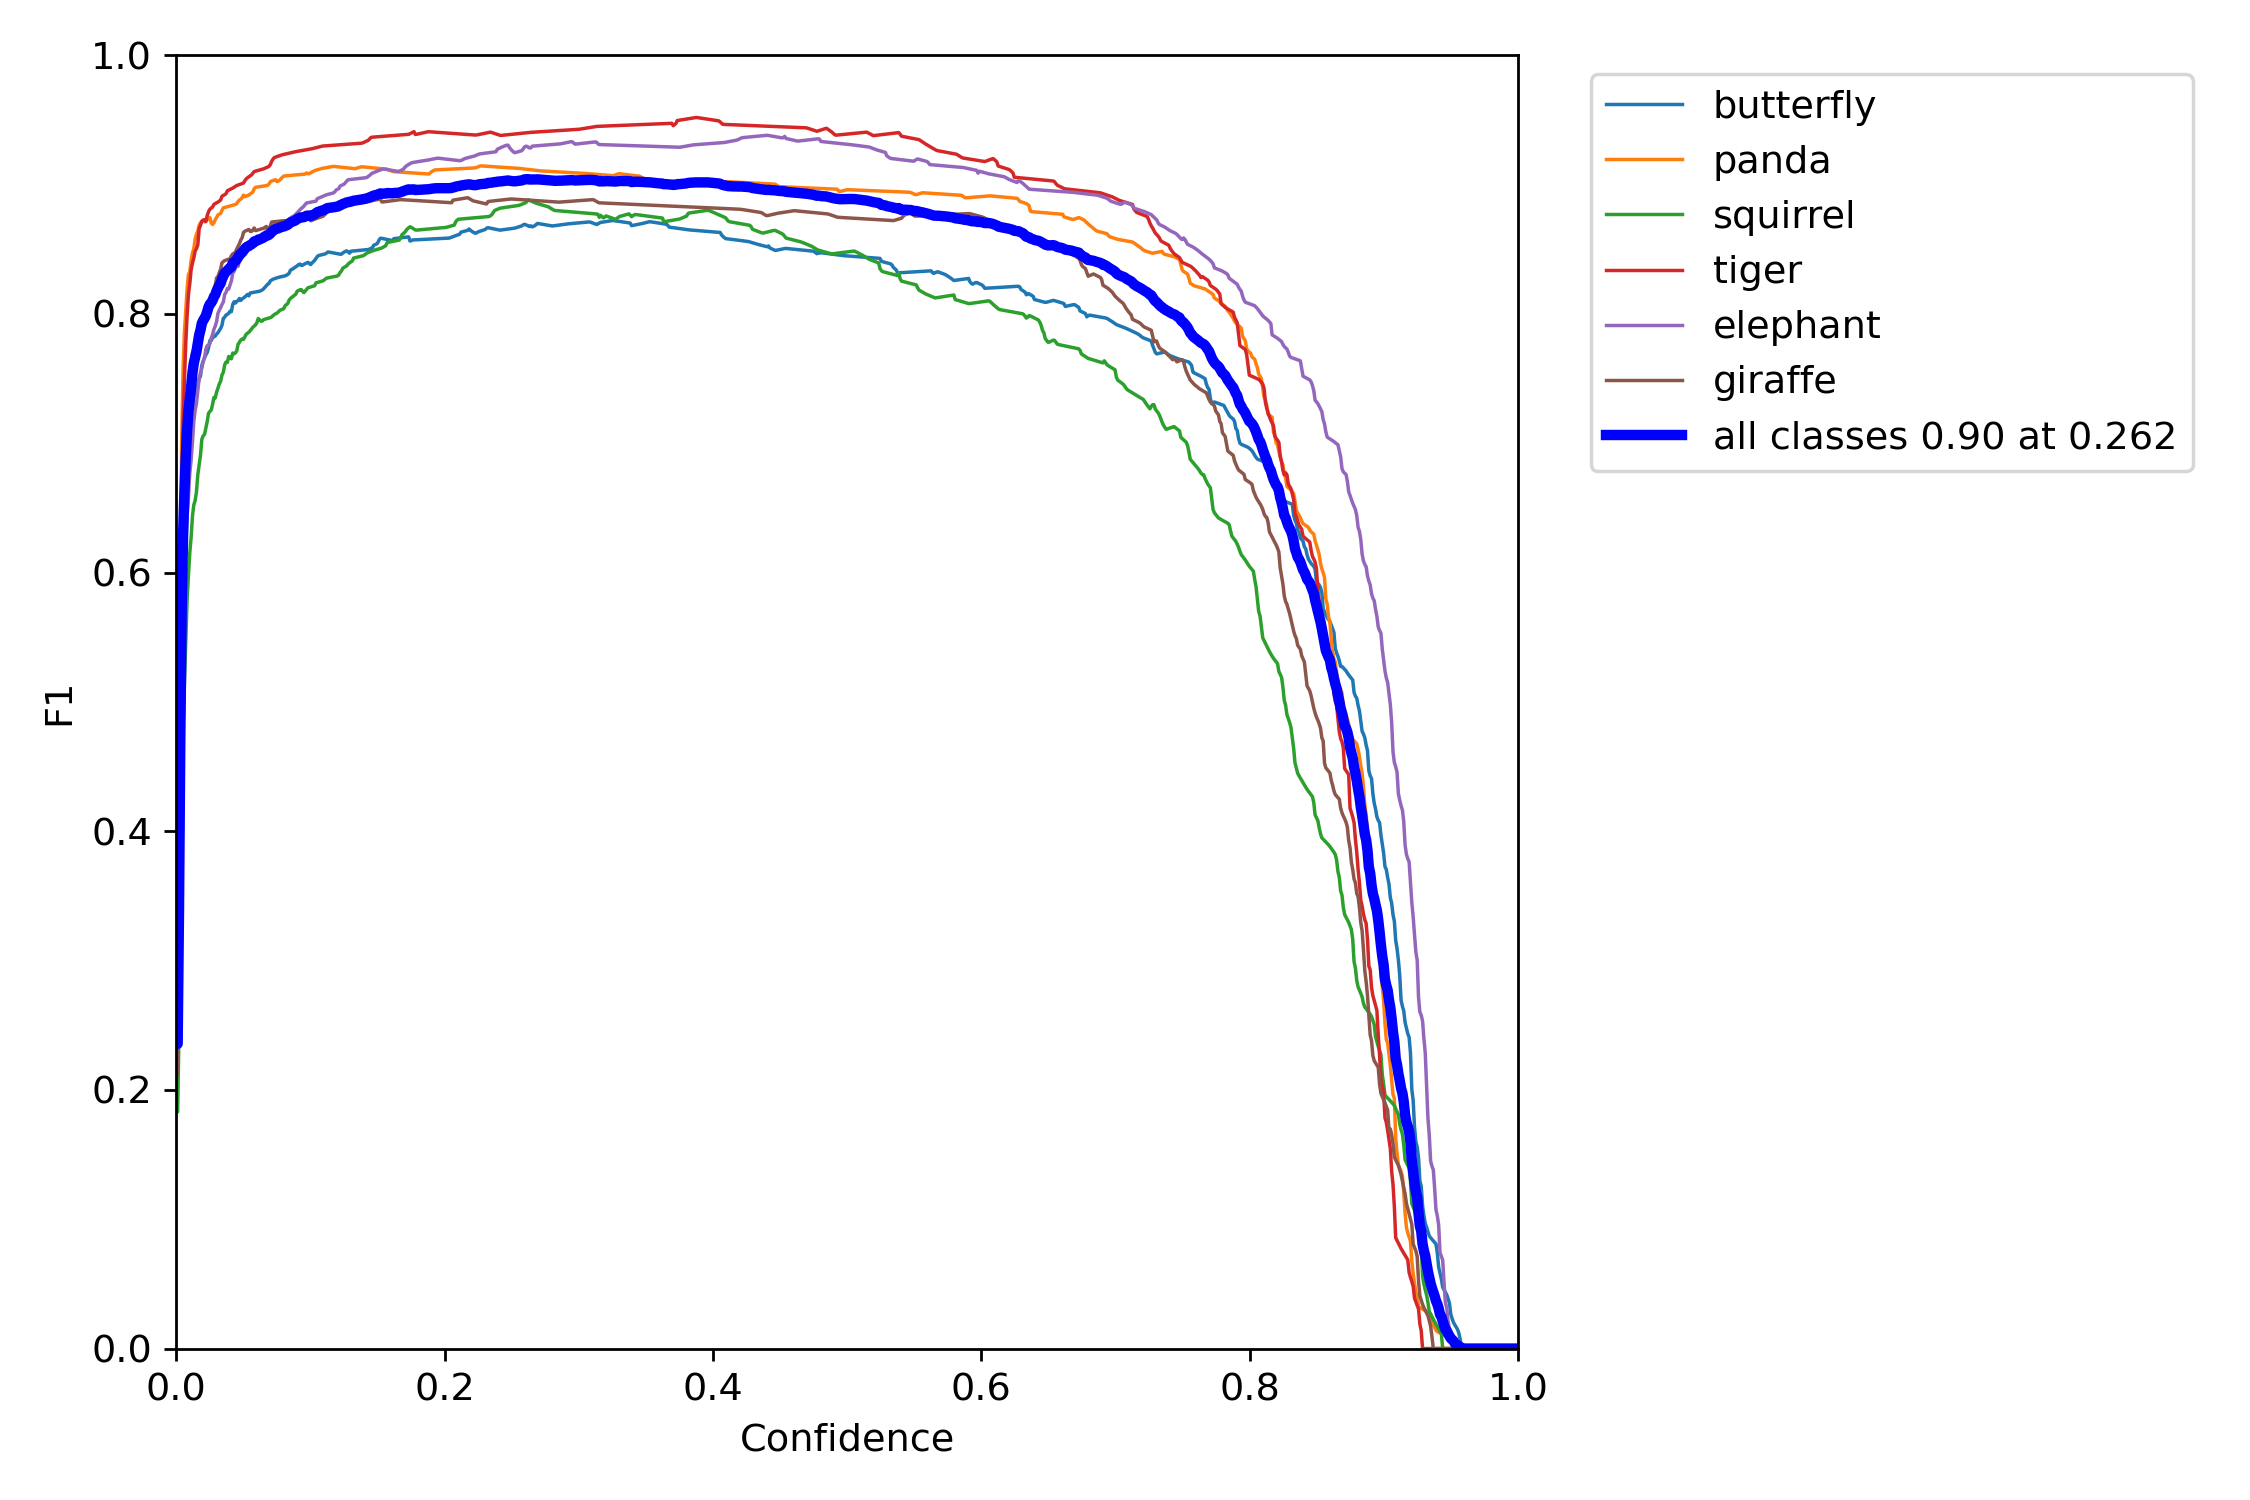 1.0
0.8
0.6
0.4
0.2
0.0
F1
0.0 0.2 0.4 0.6 0.8 1.0
Confidence
butterfly
panda
squirrel
tiger
elephant
giraffe
all classes 0.90 at 0.262